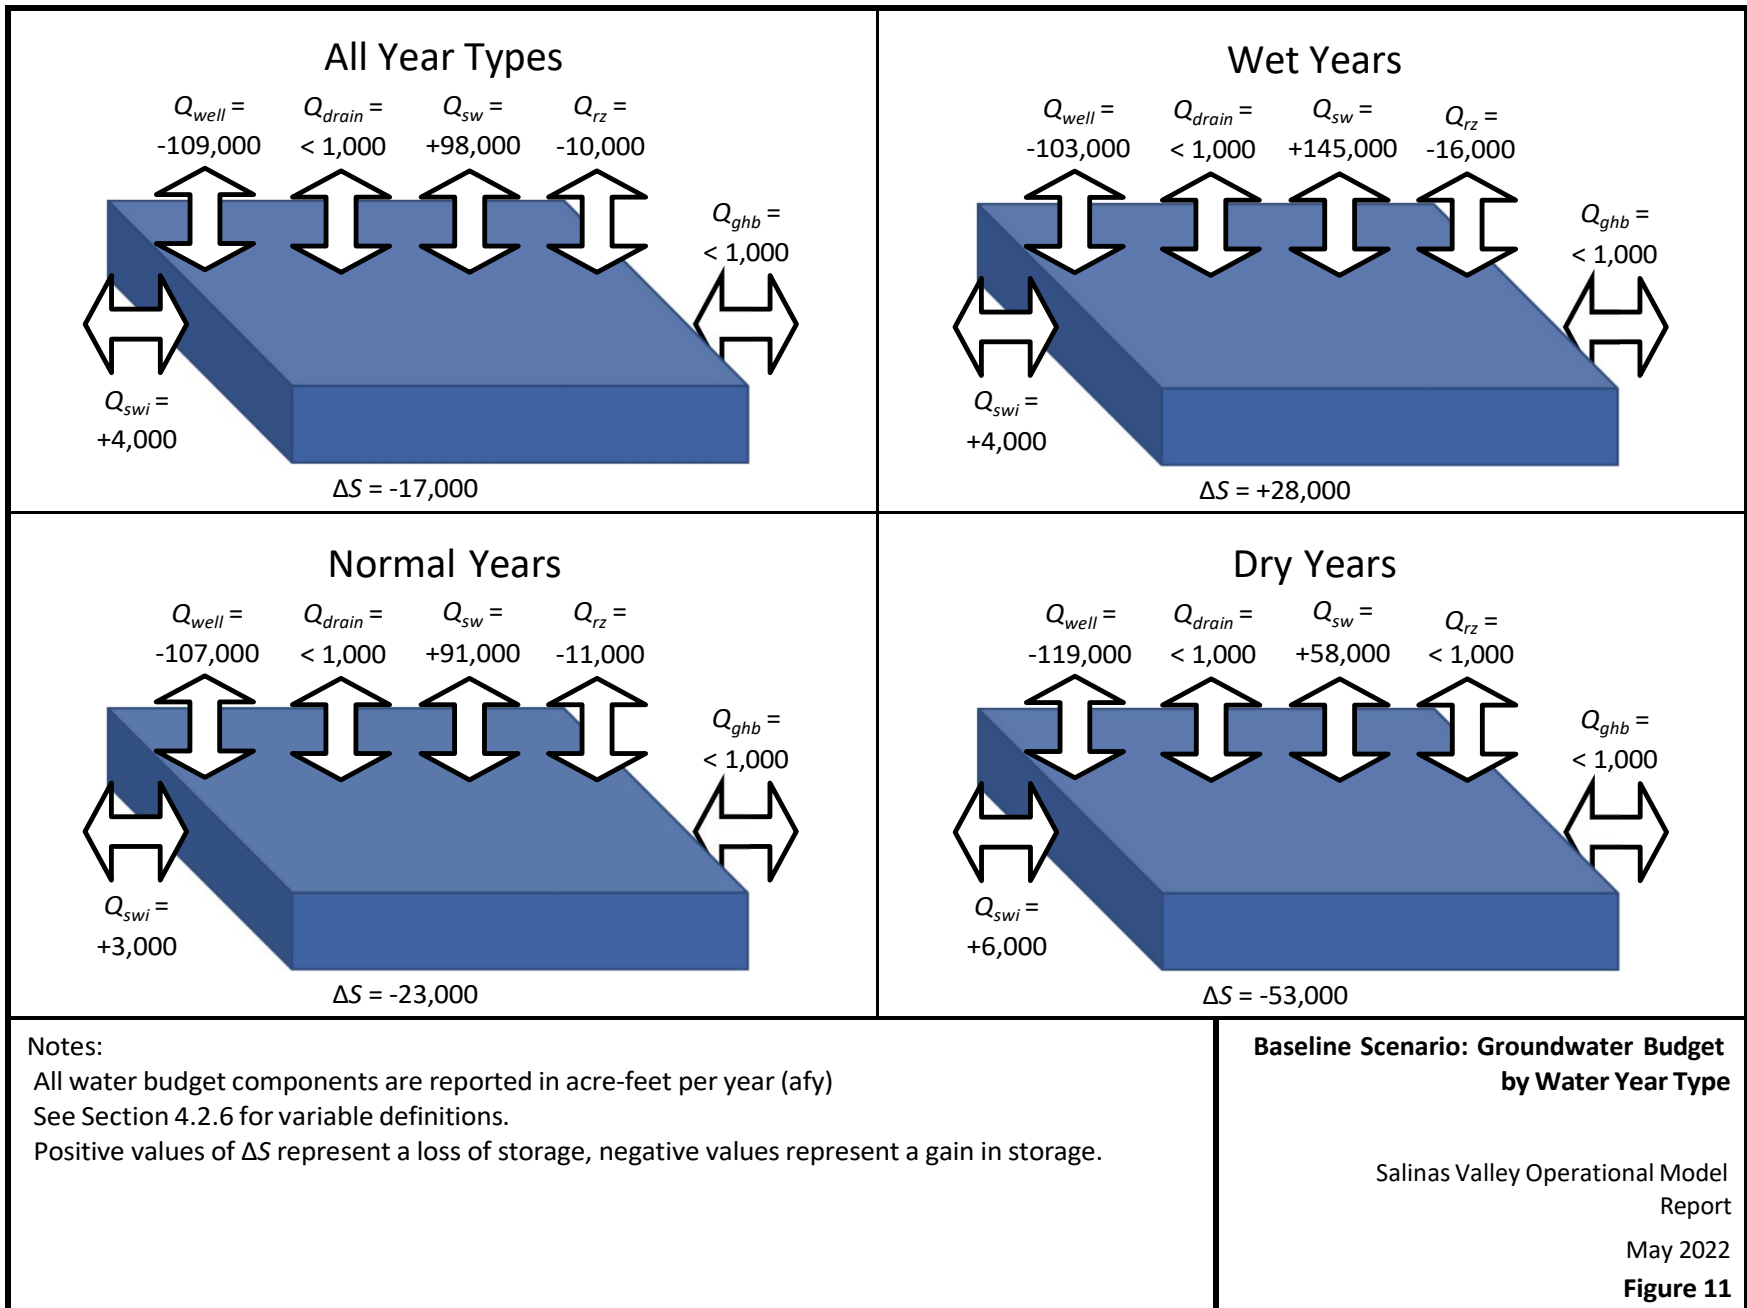 All Year Types
Q_well = Q_drain = Q_sw = Q_rz =
-109,000 < 1,000 +98,000 -10,000
Q_ghb =
< 1,000
Q_swi =
+4,000
ΔS = -17,000
Wet Years
Q_well = Q_drain = Q_sw = Q_rz =
-103,000 < 1,000 +145,000 -16,000
Q_ghb =
< 1,000
Q_swi =
+4,000
ΔS = +28,000
Normal Years
Q_well = Q_drain = Q_sw = Q_rz =
-107,000 < 1,000 +91,000 -11,000
Q_ghb =
< 1,000
Q_swi =
+3,000
ΔS = -23,000
Dry Years
Q_well = Q_drain = Q_sw = Q_rz =
-119,000 < 1,000 +58,000 < 1,000
Q_ghb =
< 1,000
Q_swi =
+6,000
ΔS = -53,000
Notes:
All water budget components are reported in acre-feet per year (afy)
See Section 4.2.6 for variable definitions.
Positive values of ΔS represent a loss of storage, negative values represent a gain in storage.
Baseline Scenario: Groundwater Budget
by Water Year Type
Salinas Valley Operational Model
Report
May 2022
Figure 11